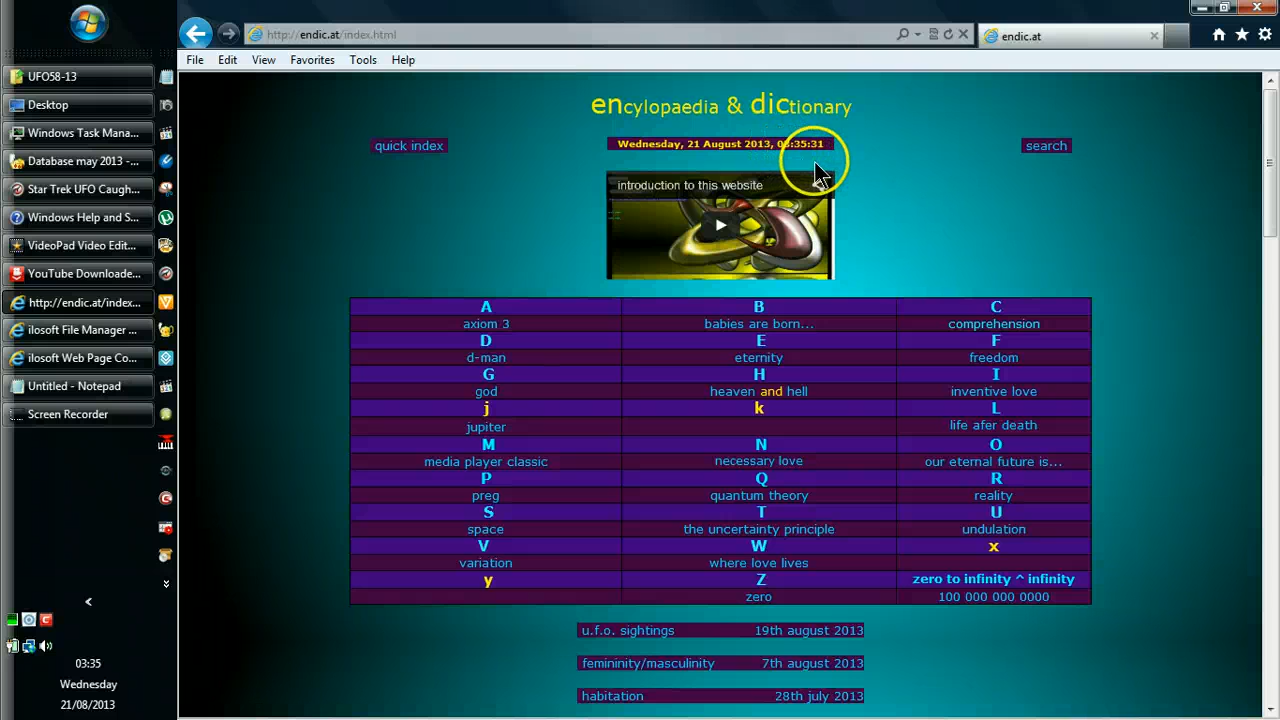 http://endic.at/index.html
endic.at
File Edit View Favorites Tools Help
UFO58-13
Desktop
Windows Task Mana...
Database may 2013 -...
Star Trek UFO Caugh...
Windows Help and S...
VideoPad Video Edit...
YouTube Downloade...
http://endic.at/index...
ilosoft File Manager ...
ilosoft Web Page Co...
Untitled - Notepad
Screen Recorder
03:35
Wednesday
21/08/2013
encylopaedia & dictionary
quick index
Wednesday, 21 August 2013, 03:35:31
search
introduction to this website
A B C
axiom 3 babies are born... comprehension
D E F
d-man eternity freedom
G H I
god heaven and hell inventive love
j k L
jupiter life afer death
M N O
media player classic necessary love our eternal future is...
P Q R
preg quantum theory reality
S T U
space the uncertainty principle undulation
V W x
variation where love lives
y Z zero to infinity ^ infinity
zero 100 000 000 0000
u.f.o. sightings 19th august 2013
femininity/masculinity 7th august 2013
habitation 28th july 2013